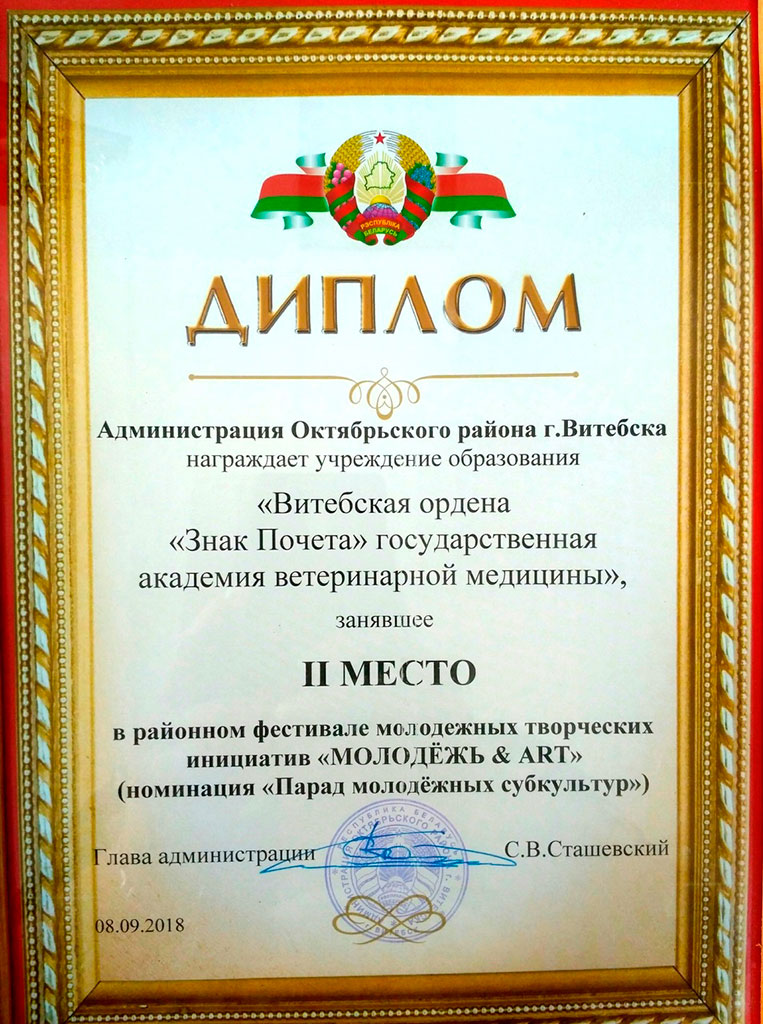 РЭСПУБЛІКА
БЕЛАРУСЬ
ДИПЛОМ
Администрация Октябрьского района г.Витебска
награждает учреждение образования
«Витебская ордена
«Знак Почета» государственная
академия ветеринарной медицины»,
занявшее
II МЕСТО
в районном фестивале молодежных творческих
инициатив «МОЛОДЁЖЬ & ART»
(номинация «Парад молодёжных субкультур»)
Глава администрации
С.В.Сташевский
08.09.2018